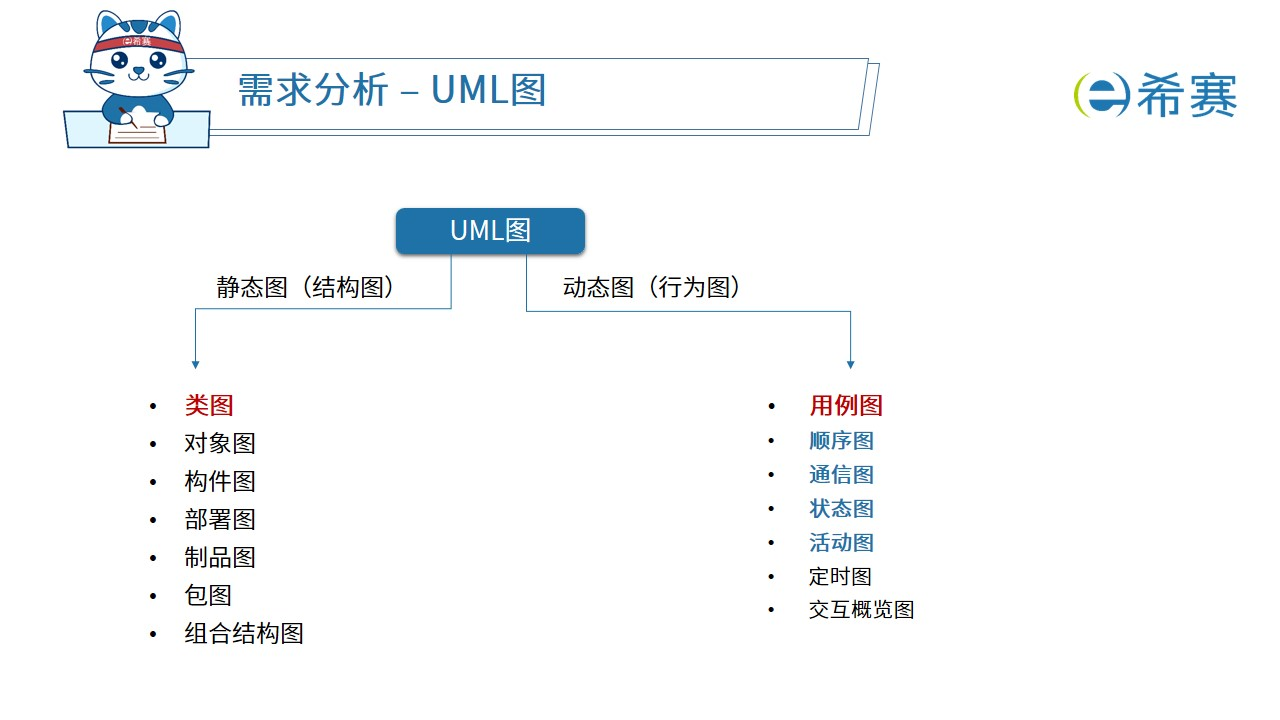 希赛
需求分析 – UML图
希赛
UML图
静态图（结构图）
动态图（行为图）
• 类图
• 对象图
• 构件图
• 部署图
• 制品图
• 包图
• 组合结构图
• 用例图
• 顺序图
• 通信图
• 状态图
• 活动图
• 定时图
• 交互概览图